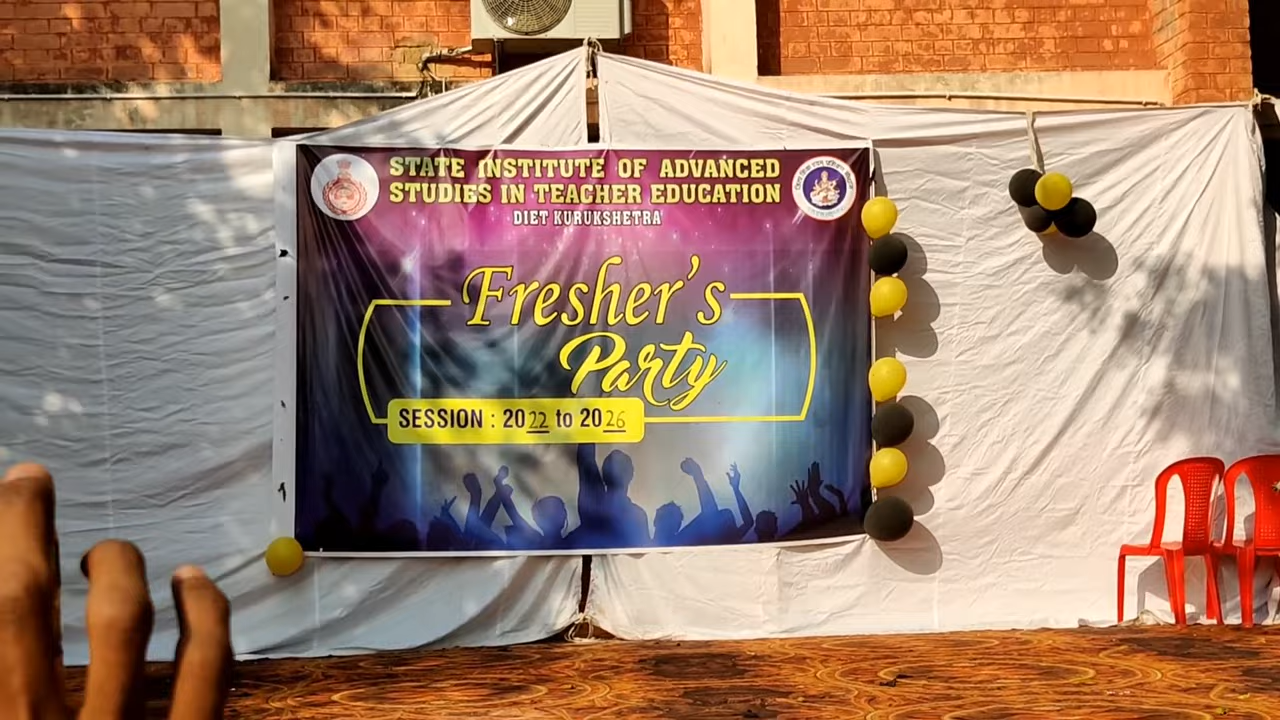 STATE INSTITUTE OF ADVANCED
STUDIES IN TEACHER EDUCATION
DIET KURUKSHETRA
Fresher's
Party
SESSION : 2022 to 2026